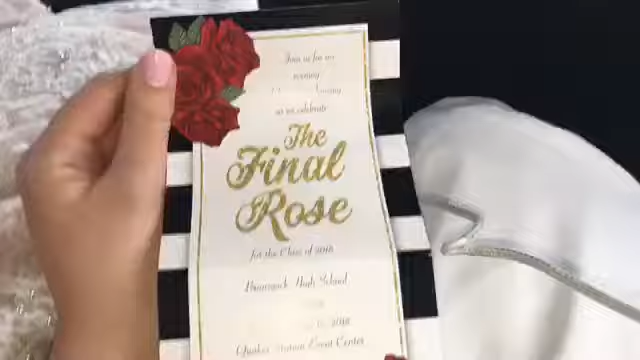 Join us for an
evening
as we celebrate
The
Final
Rose
for the Class of 2018
High School
2018
Quaker Station Event Center